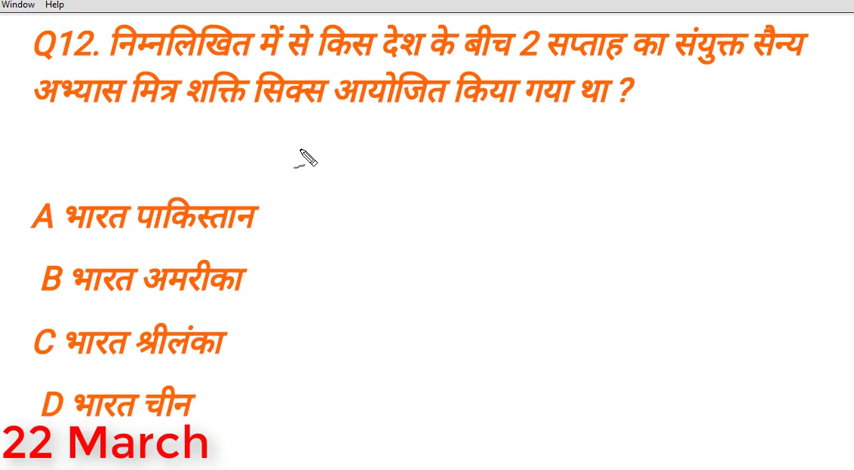 Window Help
Q12. निम्नलिखित में से किस देश के बीच 2 सप्ताह का संयुक्त सैन्य
अभ्यास मित्र शक्ति सिक्स आयोजित किया गया था ?
A भारत पाकिस्तान
B भारत अमरीका
C भारत श्रीलंका
D भारत चीन
22 March